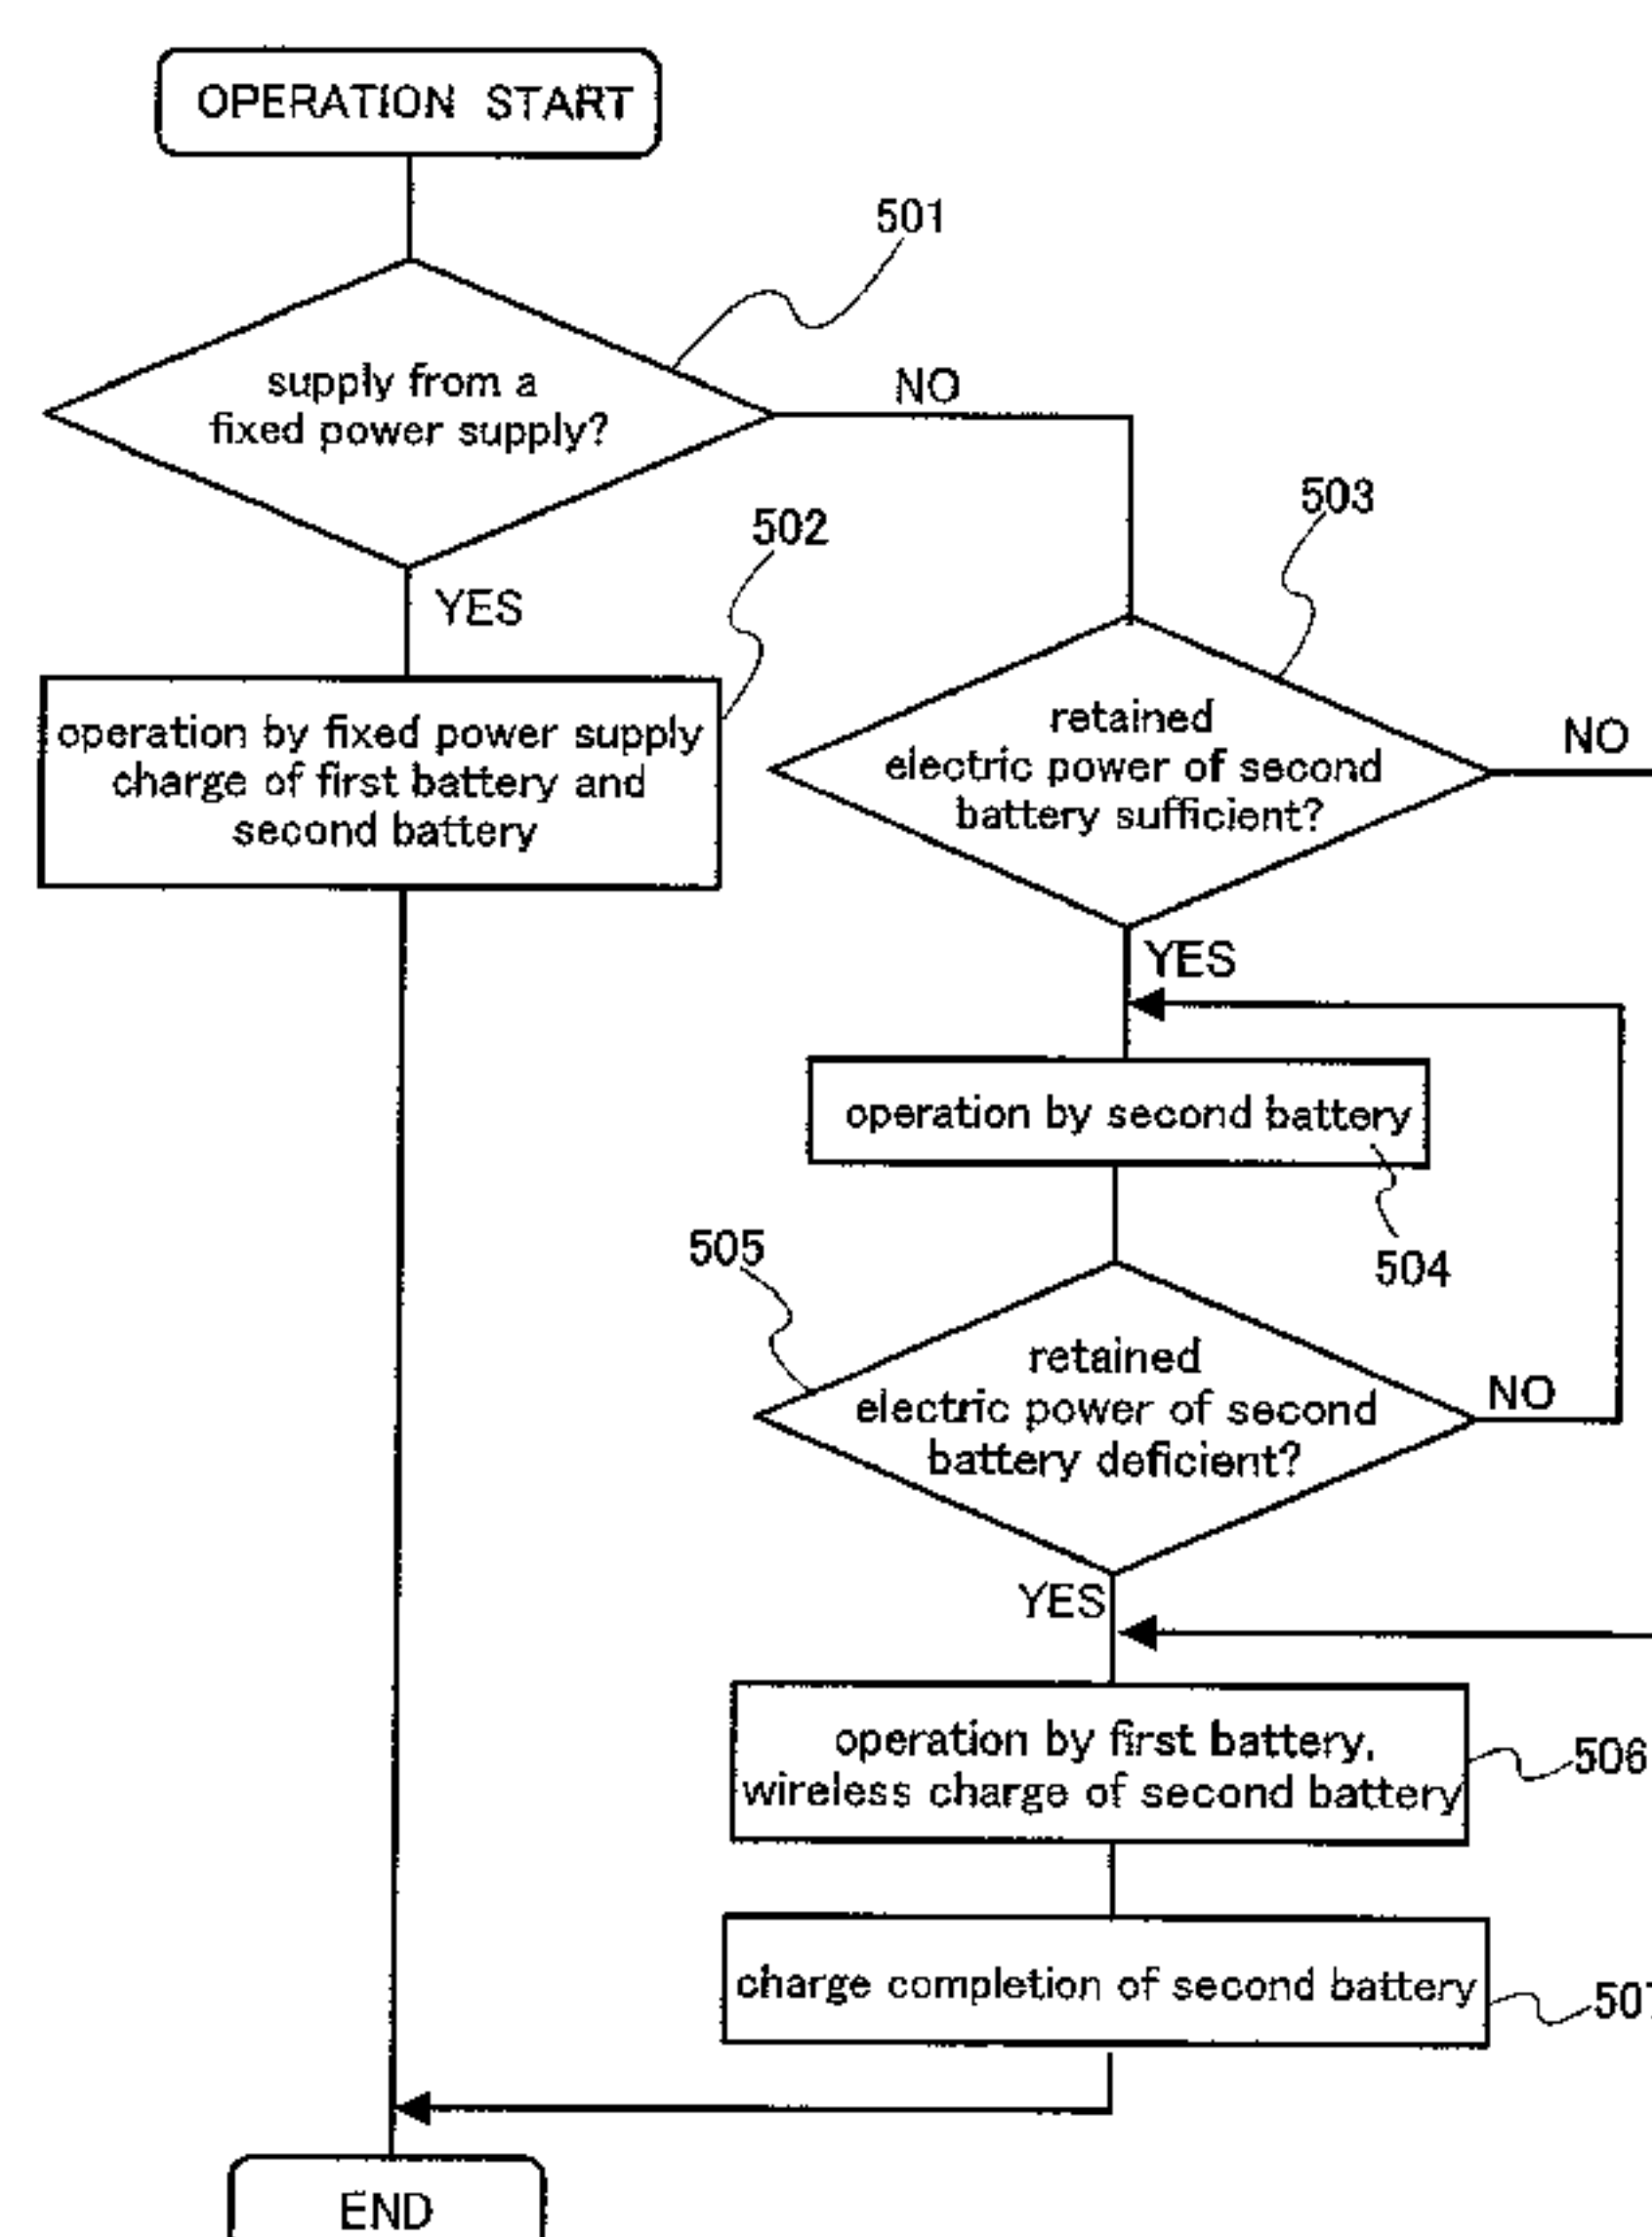 OPERATION START
501
supply from a
fixed power supply?
NO
YES
502
operation by fixed power supply
charge of first battery and
second battery
503
retained
electric power of second
battery sufficient?
NO
YES
operation by second battery
504
505
retained
electric power of second
battery deficient?
NO
YES
operation by first battery,
wireless charge of second battery
506
charge completion of second battery
507
END